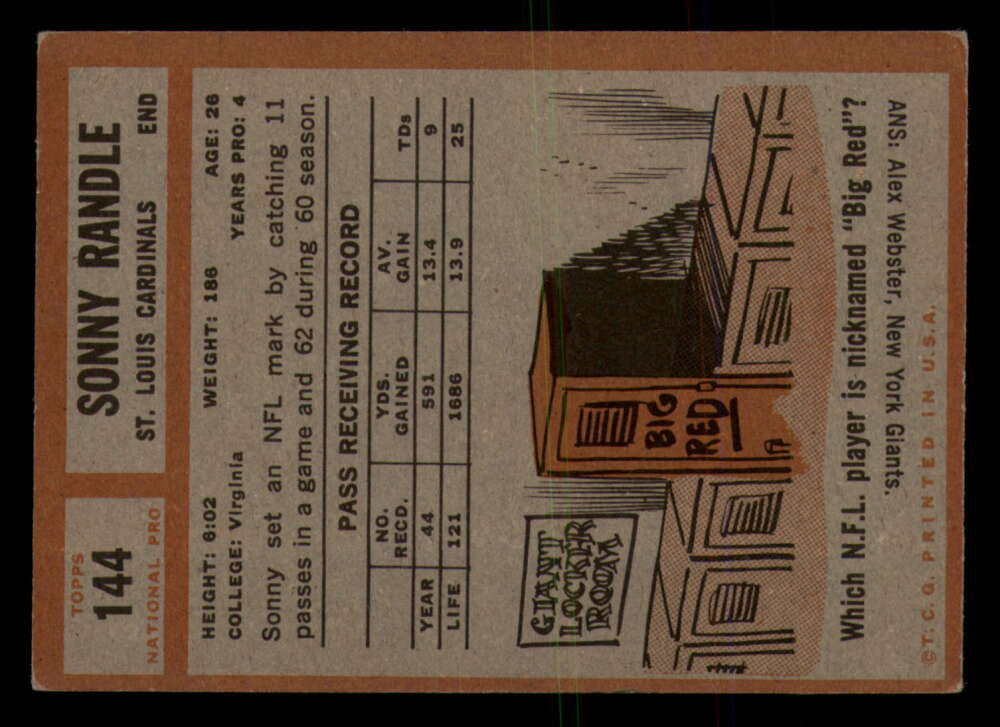 TOPPS
144
NATIONAL PRO
SONNY RANDLE
ST. LOUIS CARDINALS END
HEIGHT: 6:02 WEIGHT: 186 AGE: 26
COLLEGE: Virginia YEARS PRO: 4
Sonny set an NFL mark by catching 11
passes in a game and 62 during '60 season.
PASS RECEIVING RECORD
NO. YDS. AV. TDs
RECD. GAINED GAIN
YEAR 44 591 13.4 9
LIFE 121 1686 13.9 25
GIANT
LOCKER
ROOM
BIG
RED
Which N.F.L. player is nicknamed "Big Red"?
ANS: Alex Webster, New York Giants.
©T. C. G. PRINTED IN U.S.A.